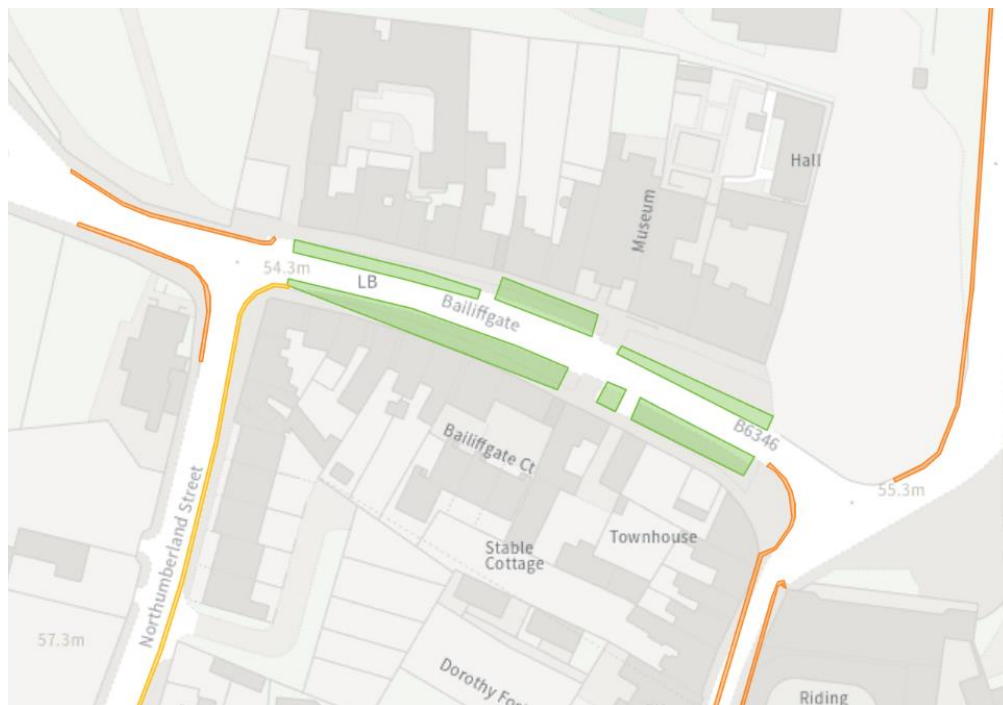 Hall
Museum
54.3m
LB
Bailiffgate
B6346
Bailiffgate Ct
55.3m
Townhouse
Stable
Cottage
Northumberland Street
57.3m
Dorothy
Riding